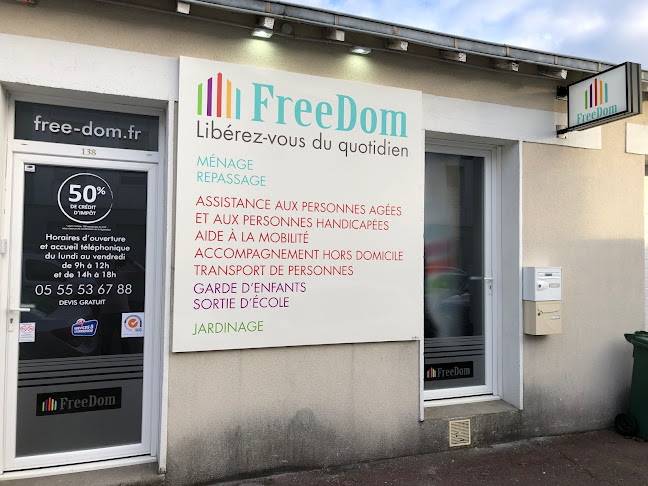 free-dom.fr
138
50%
DE CRÉDIT
D'IMPÔT
Horaires d'ouverture
et accueil téléphonique
du lundi au vendredi
de 9h à 12h
et de 14h à 18h
05 55 53 67 88
DEVIS GRATUIT
FreeDom
FreeDom
Libérez-vous du quotidien
MÉNAGE
REPASSAGE
ASSISTANCE AUX PERSONNES AGÉES
ET AUX PERSONNES HANDICAPÉES
AIDE À LA MOBILITÉ
ACCOMPAGNEMENT HORS DOMICILE
TRANSPORT DE PERSONNES
GARDE D'ENFANTS
SORTIE D'ÉCOLE
JARDINAGE
FreeDom
FreeDom